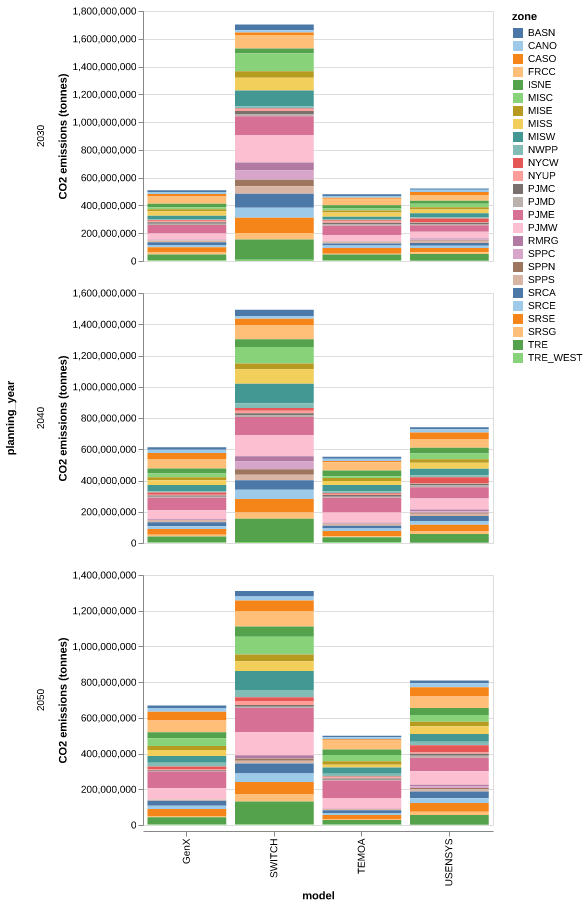 planning_year
2030
CO2 emissions (tonnes)
1,800,000,000
1,600,000,000
1,400,000,000
1,200,000,000
1,000,000,000
800,000,000
600,000,000
400,000,000
200,000,000
0
2040
CO2 emissions (tonnes)
1,600,000,000
1,400,000,000
1,200,000,000
1,000,000,000
800,000,000
600,000,000
400,000,000
200,000,000
0
2050
CO2 emissions (tonnes)
1,400,000,000
1,200,000,000
1,000,000,000
800,000,000
600,000,000
400,000,000
200,000,000
0
GenX
SWITCH
TEMOA
USENSYS
model
zone
BASN
CANO
CASO
FRCC
ISNE
MISC
MISE
MISS
MISW
NWPP
NYCW
NYUP
PJMC
PJMD
PJME
PJMW
RMRG
SPPC
SPPN
SPPS
SRCA
SRCE
SRSE
SRSG
TRE
TRE_WEST